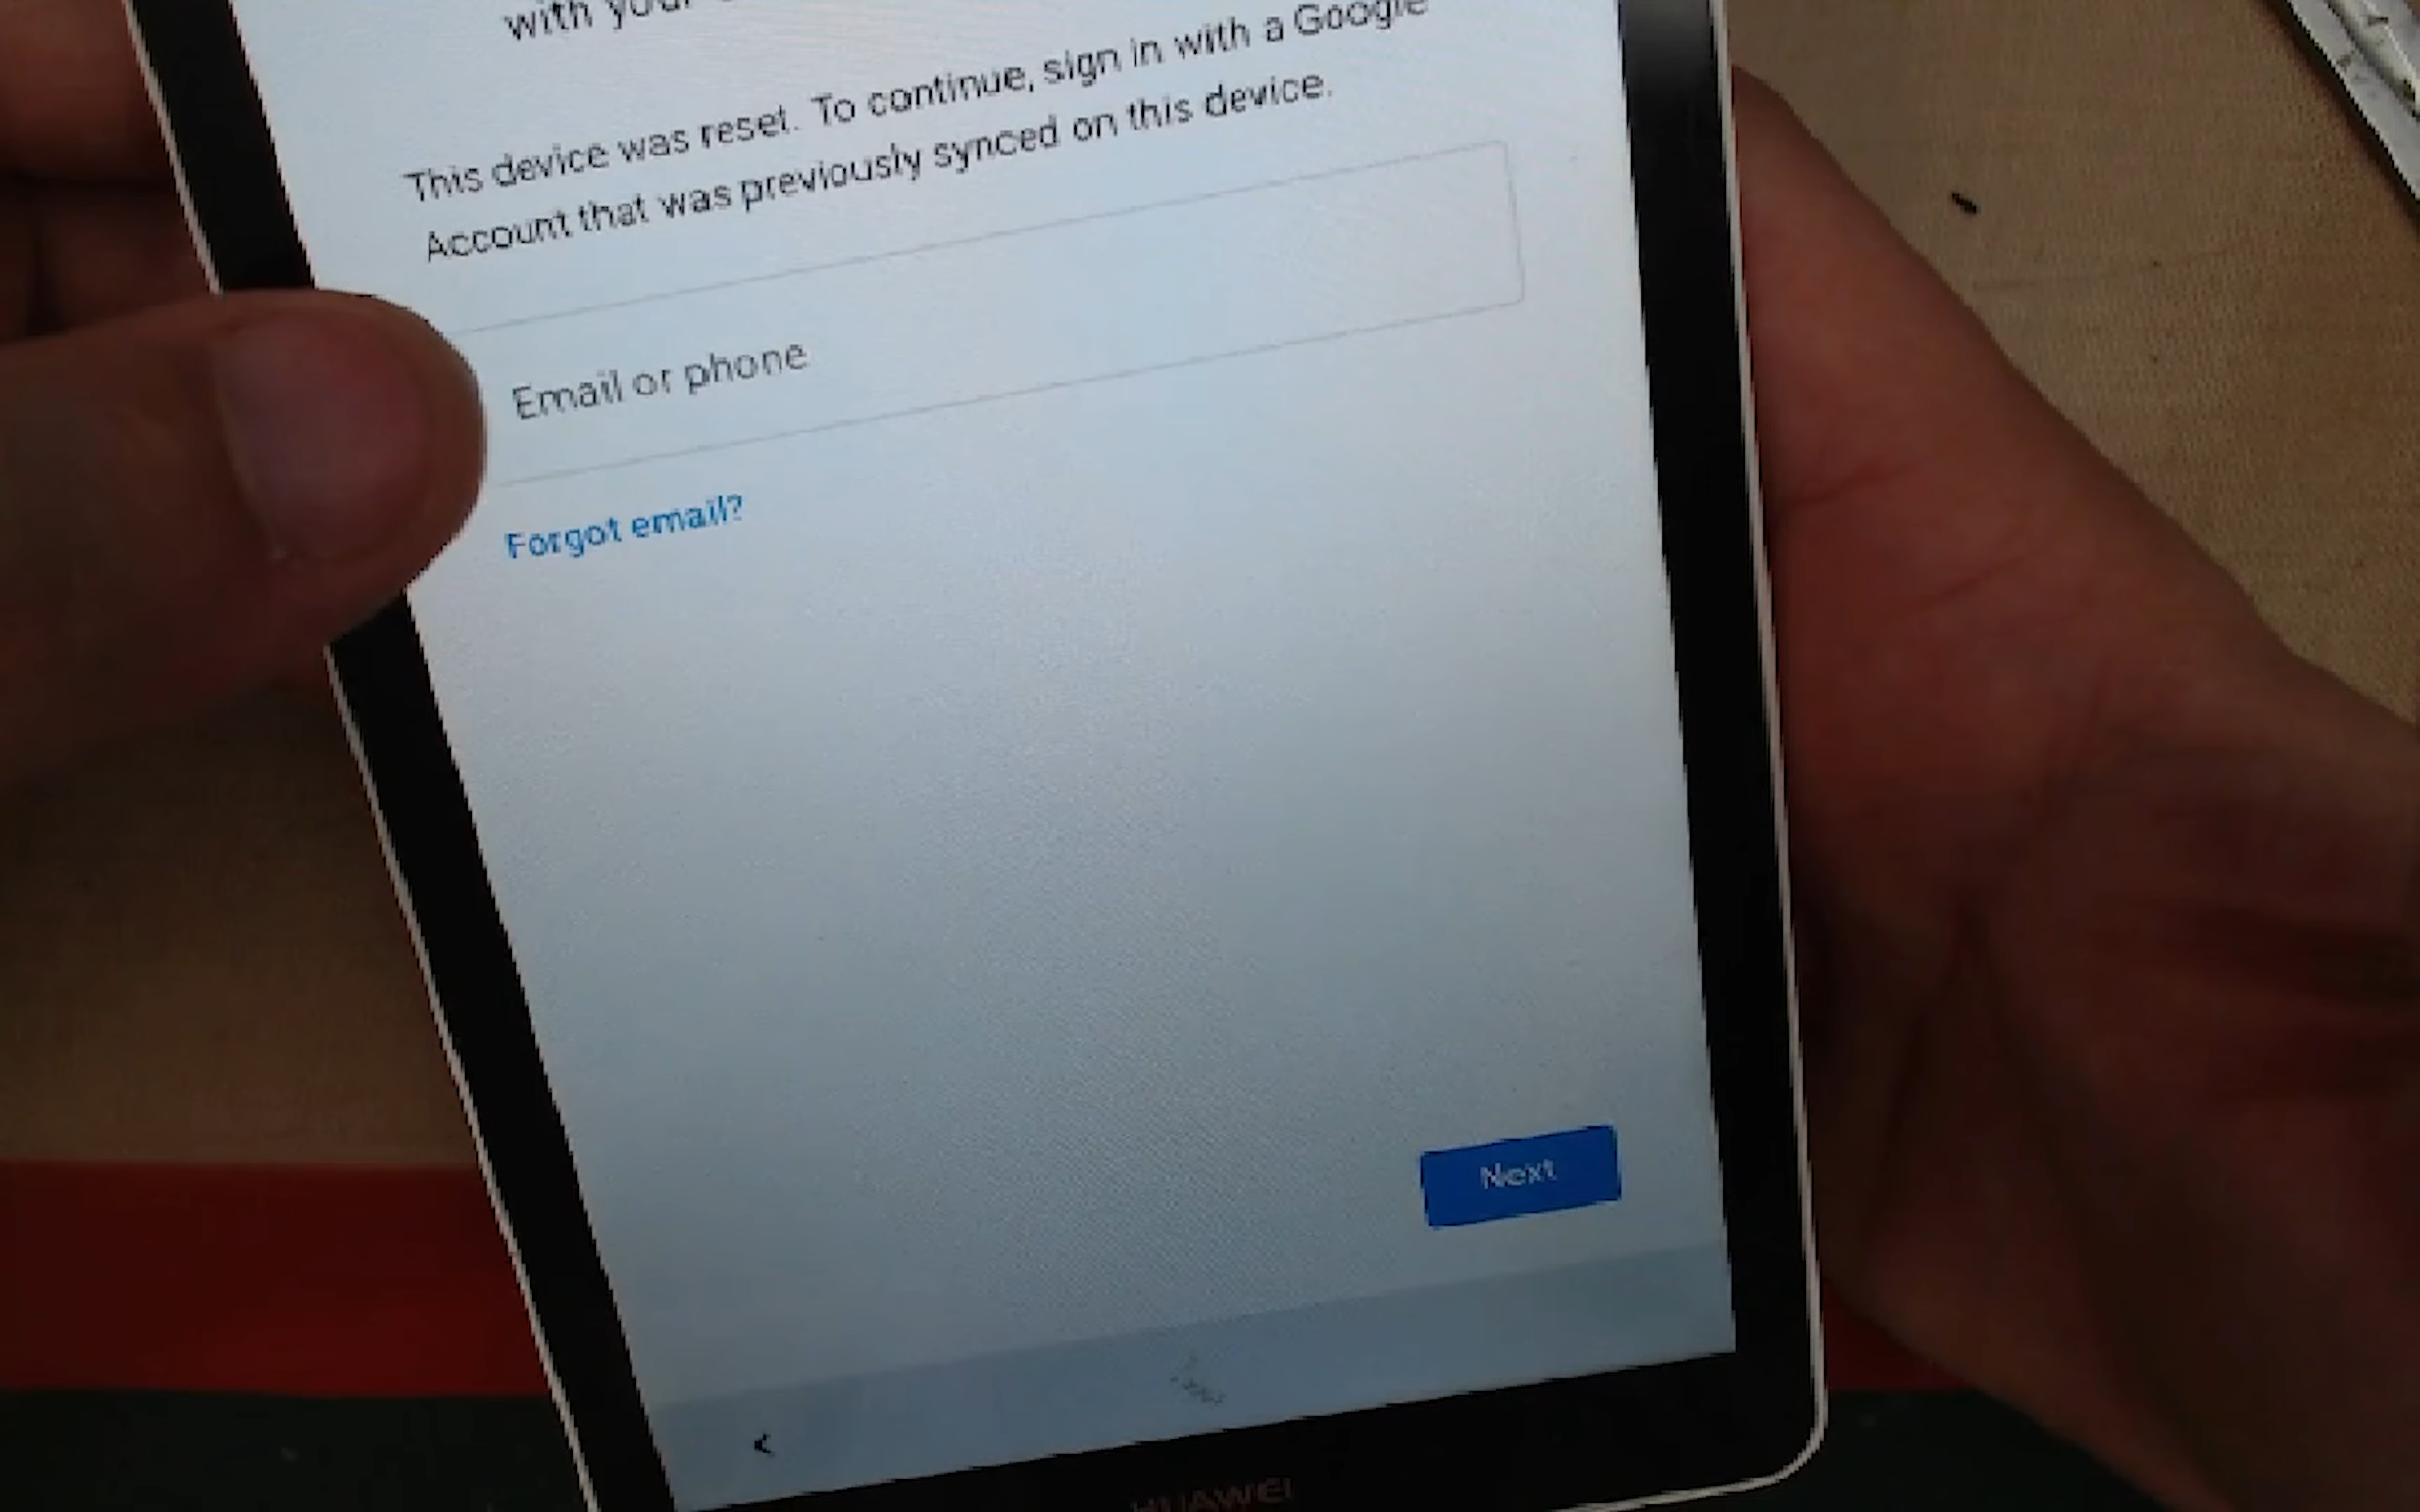 with your
This device was reset. To continue, sign in with a Google
Account that was previously synced on this device.
Email or phone
Forgot email?
Next
HUAWEI